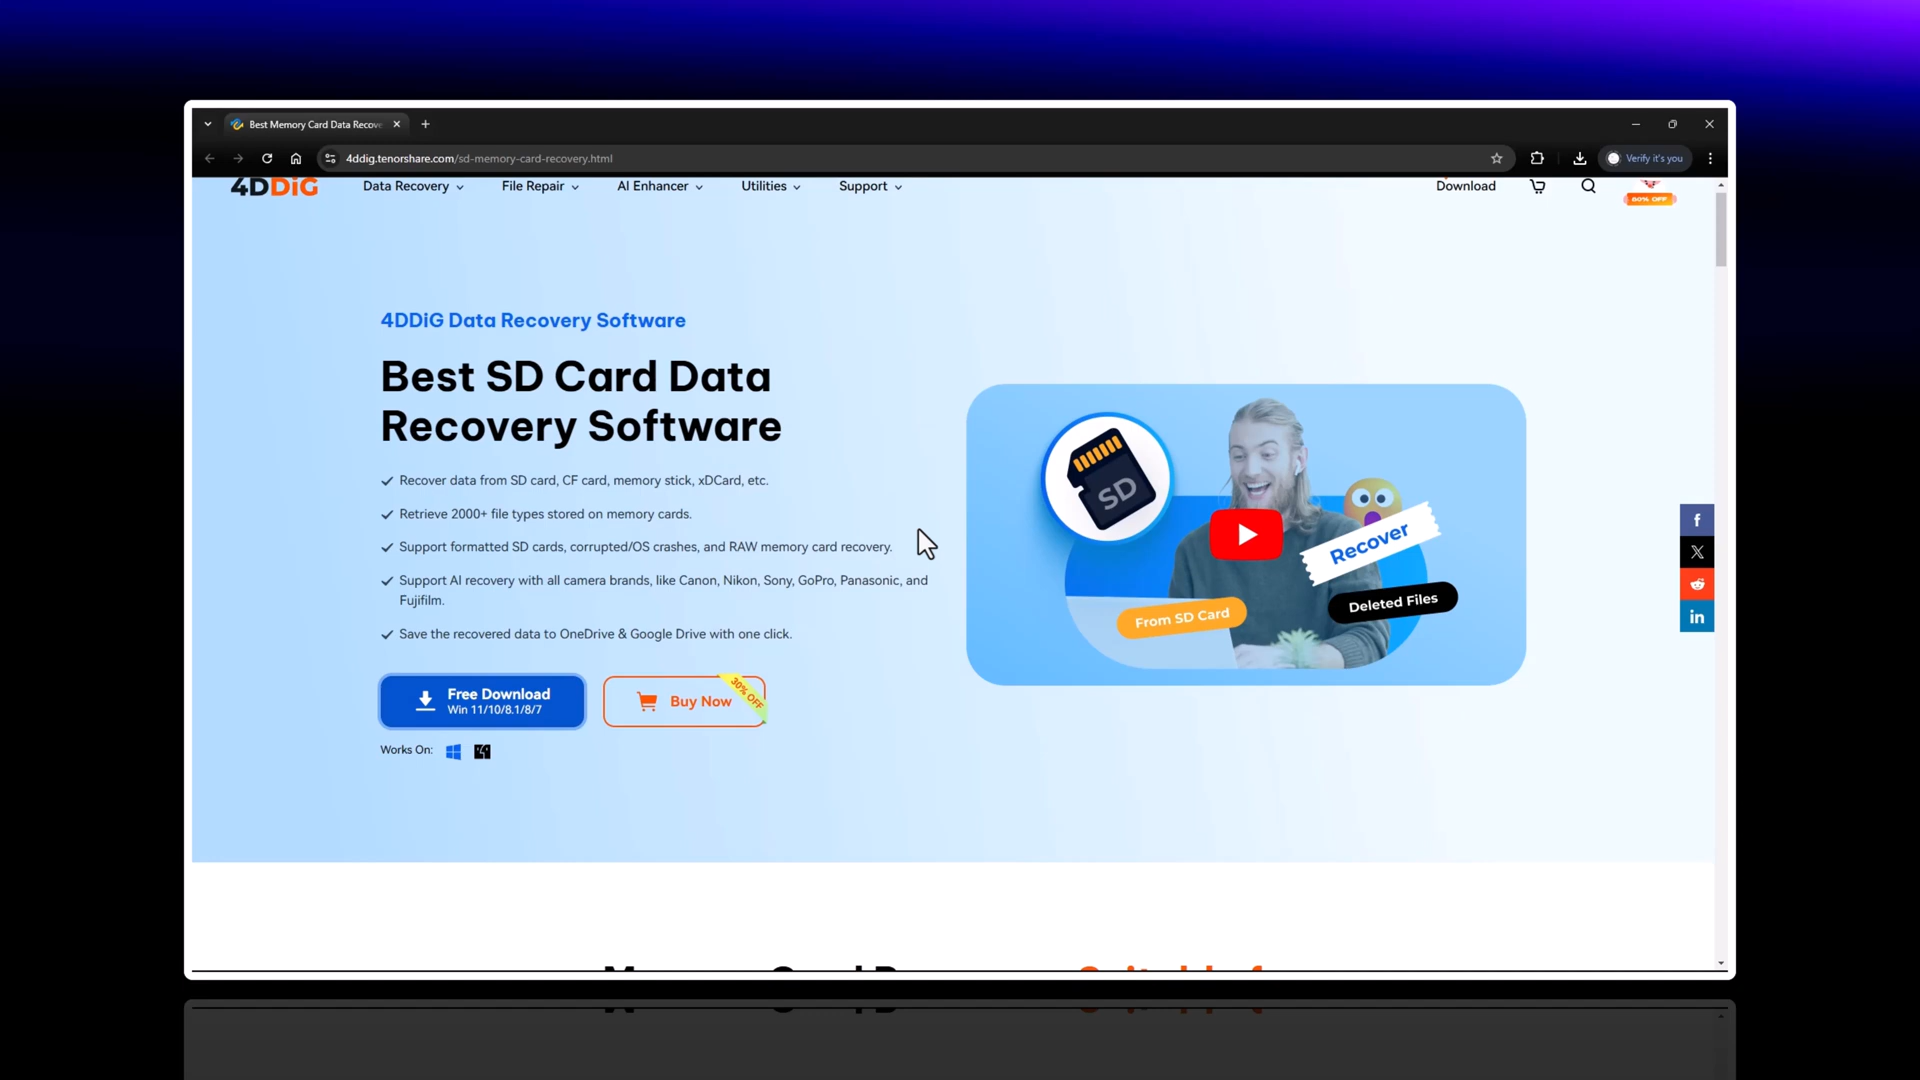 Best Memory Card Data Recove
4ddig.tenorshare.com/sd-memory-card-recovery.html
Verify it's you
4DDiG
Data Recovery
File Repair
AI Enhancer
Utilities
Support
Download
80% OFF
4DDiG Data Recovery Software
Best SD Card Data
Recovery Software
Recover data from SD card, CF card, memory stick, xDCard, etc.
Retrieve 2000+ file types stored on memory cards.
Support formatted SD cards, corrupted/OS crashes, and RAW memory card recovery.
Support AI recovery with all camera brands, like Canon, Nikon, Sony, GoPro, Panasonic, and
Fujifilm.
Save the recovered data to OneDrive & Google Drive with one click.
Free Download
Win 11/10/8.1/8/7
Buy Now
30% OFF
Works On:
SD
Recover
Deleted Files
From SD Card